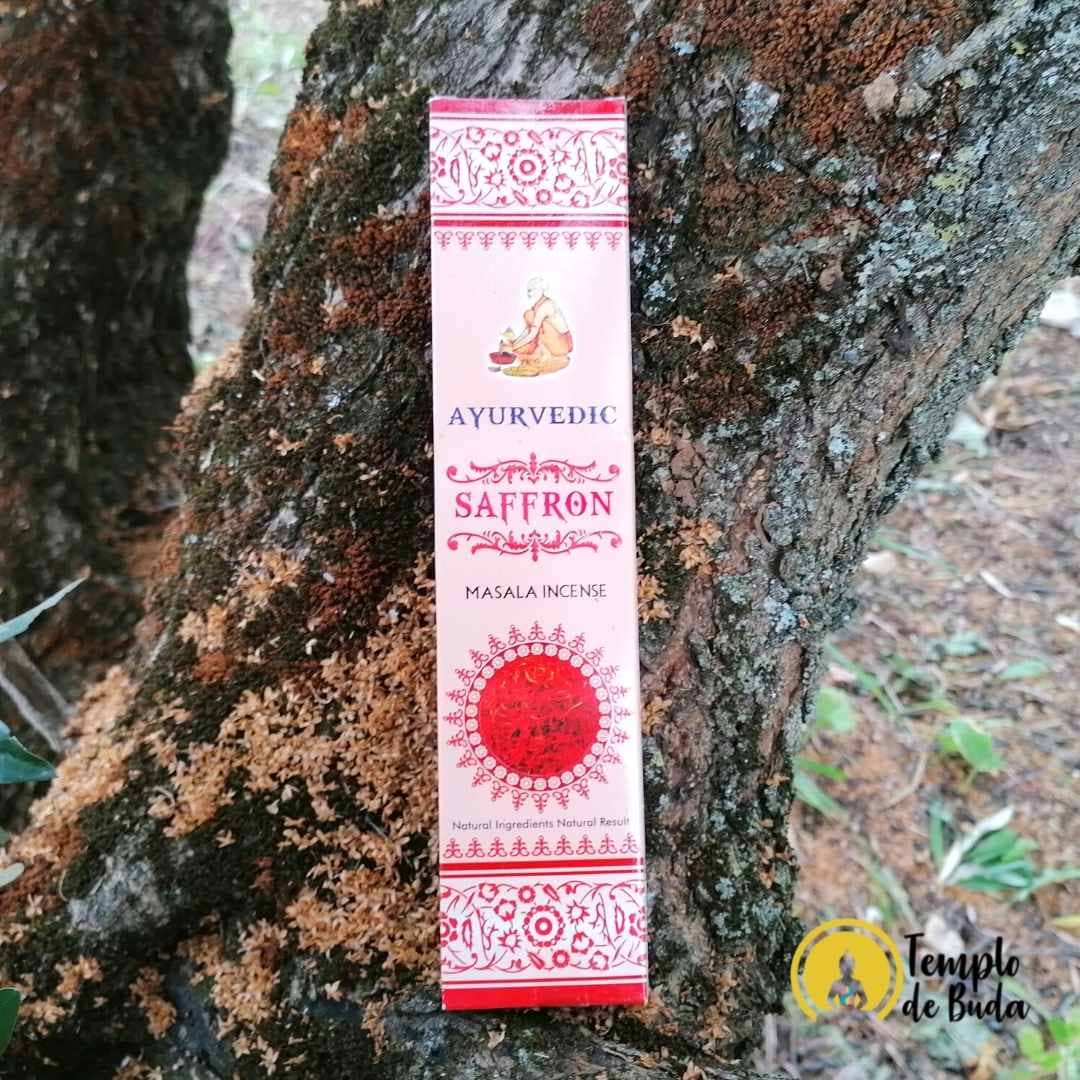 AYURVEDIC
SAFFRON
MASALA INCENSE
Natural Ingredients Natural Result
Templo
de Buda